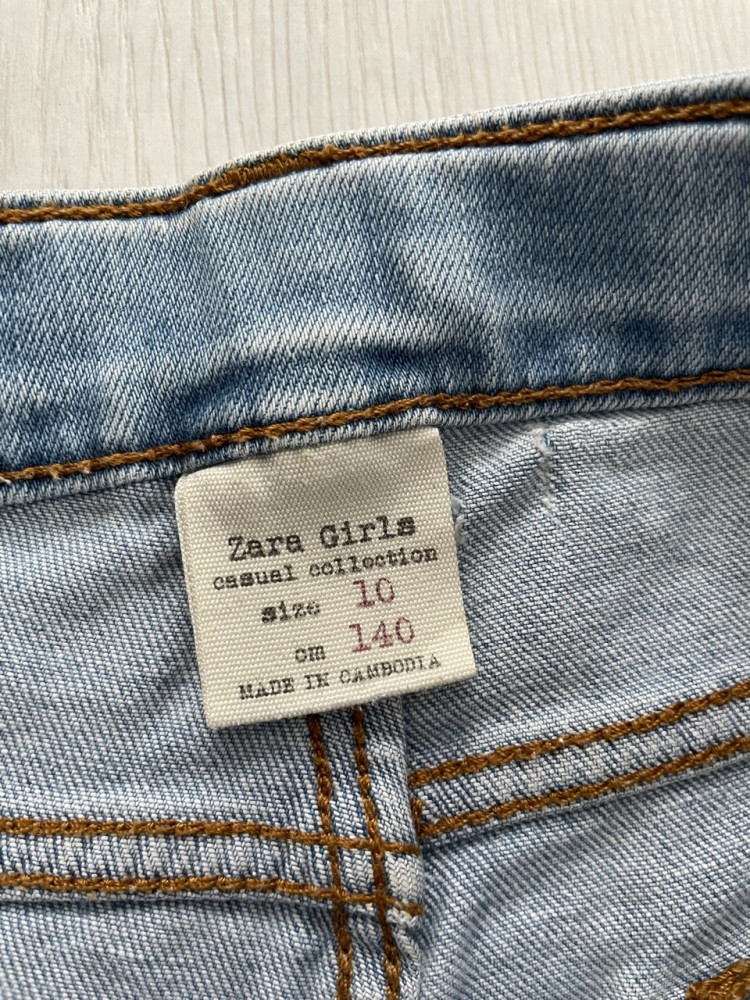 Zara Girls
casual collection
size 10
cm 140
MADE IN CAMBODIA